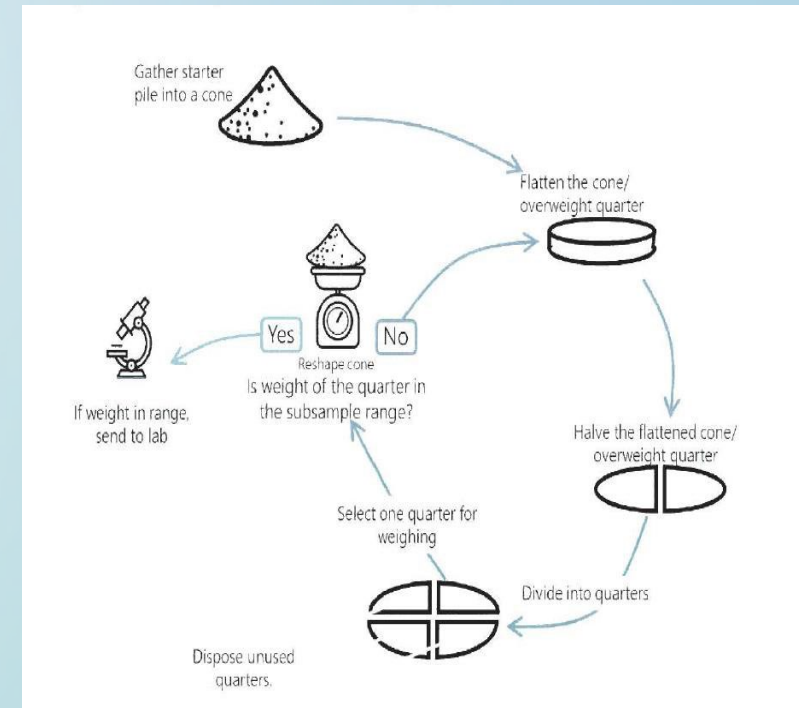 Gather starter
pile into a cone
Flatten the cone/
overweight quarter
Halve the flattened cone/
overweight quarter
Divide into quarters
Select one quarter for
weighing
Dispose unused
quarters.
Reshape cone
Is weight of the quarter in
the subsample range?
Yes
No
If weight in range,
send to lab